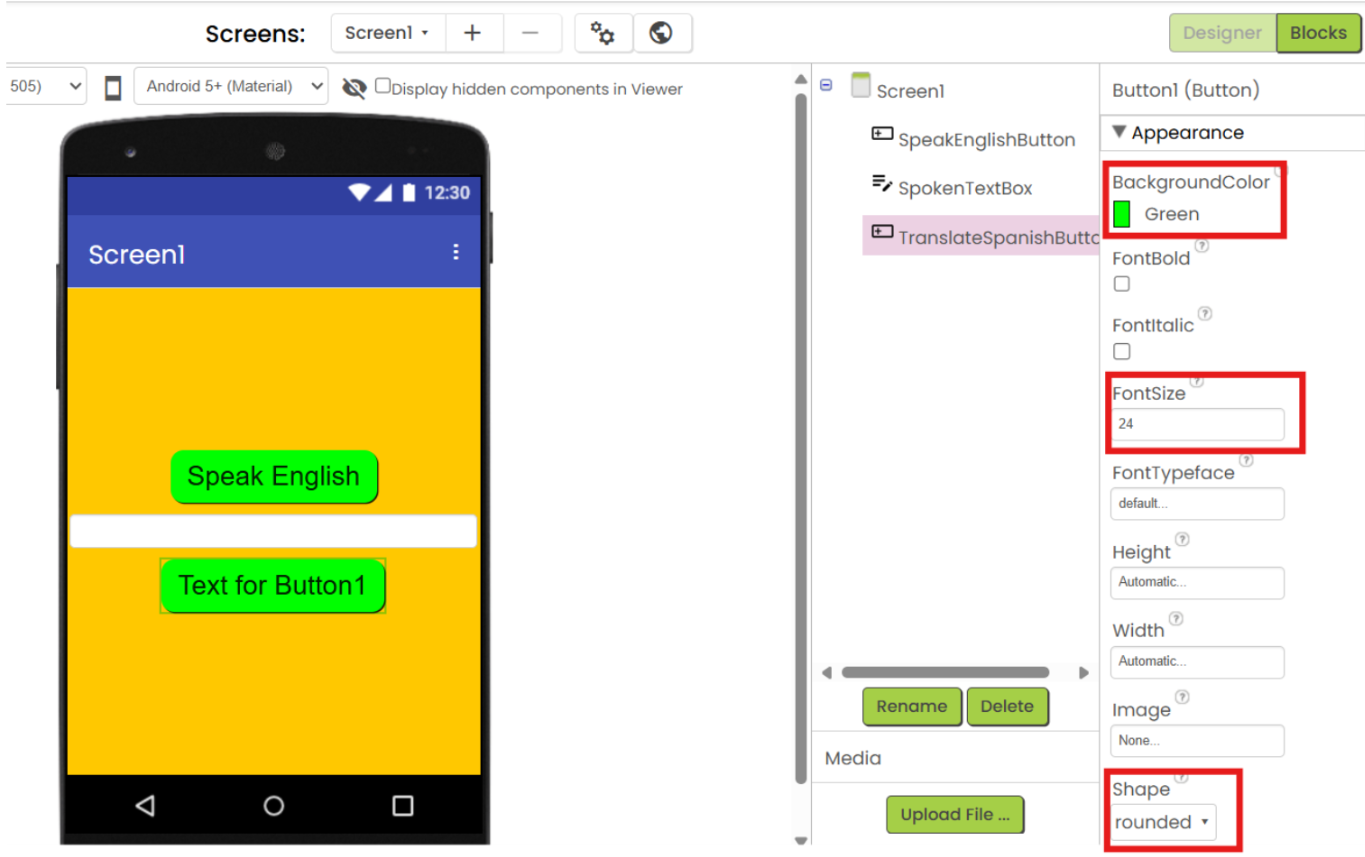 Screens:
Screen1
Designer
Blocks
505)
Android 5+ (Material)
Display hidden components in Viewer
12:30
Screen1
Speak English
Text for Button1
Screen1
SpeakEnglishButton
SpokenTextBox
TranslateSpanishButto
Rename
Delete
Media
Upload File ...
Button1 (Button)
Appearance
BackgroundColor
Green
FontBold
FontItalic
FontSize
24
FontTypeface
default...
Height
Automatic...
Width
Automatic...
Image
None...
Shape
rounded